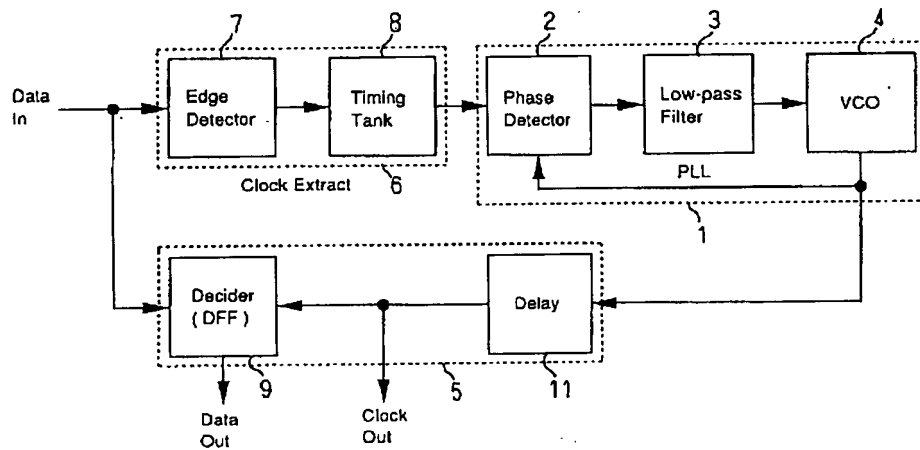 7
8
2
3
4
Data
In
Edge
Detector
Timing
Tank
Phase
Detector
Low-pass
Filter
VCO
Clock Extract
6
PLL
1
Decider
( DFF )
Delay
9
5
11
Data
Out
Clock
Out